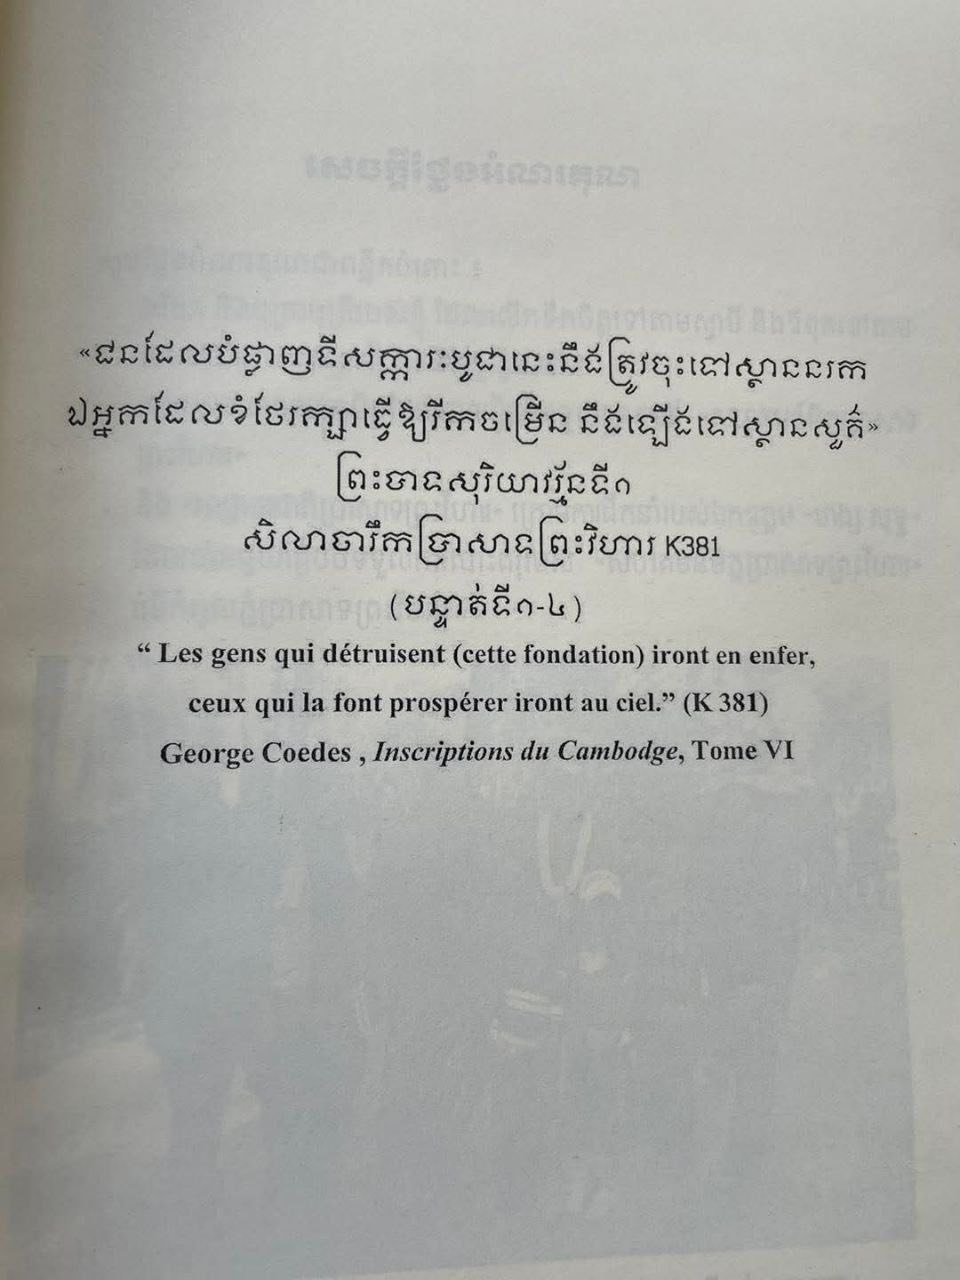 «ជនដែលបំផ្លាញទីសក្ការៈបូជានេះនឹងត្រូវចុះទៅស្ថាននរក
ឯអ្នកដែលខំថែរក្សាធ្វើឱ្យរីកចម្រើន នឹងឡើងទៅស្ថានសួគ៌»
ព្រះបាទសុរិយាវរ្ម័នទី១
សិលាចារឹកប្រាសាទព្រះវិហារ K381
(បន្ទាត់ទី១-៤)
“ Les gens qui détruisent (cette fondation) iront en enfer,
ceux qui la font prospérer iront au ciel.” (K 381)
George Coedes , Inscriptions du Cambodge, Tome VI